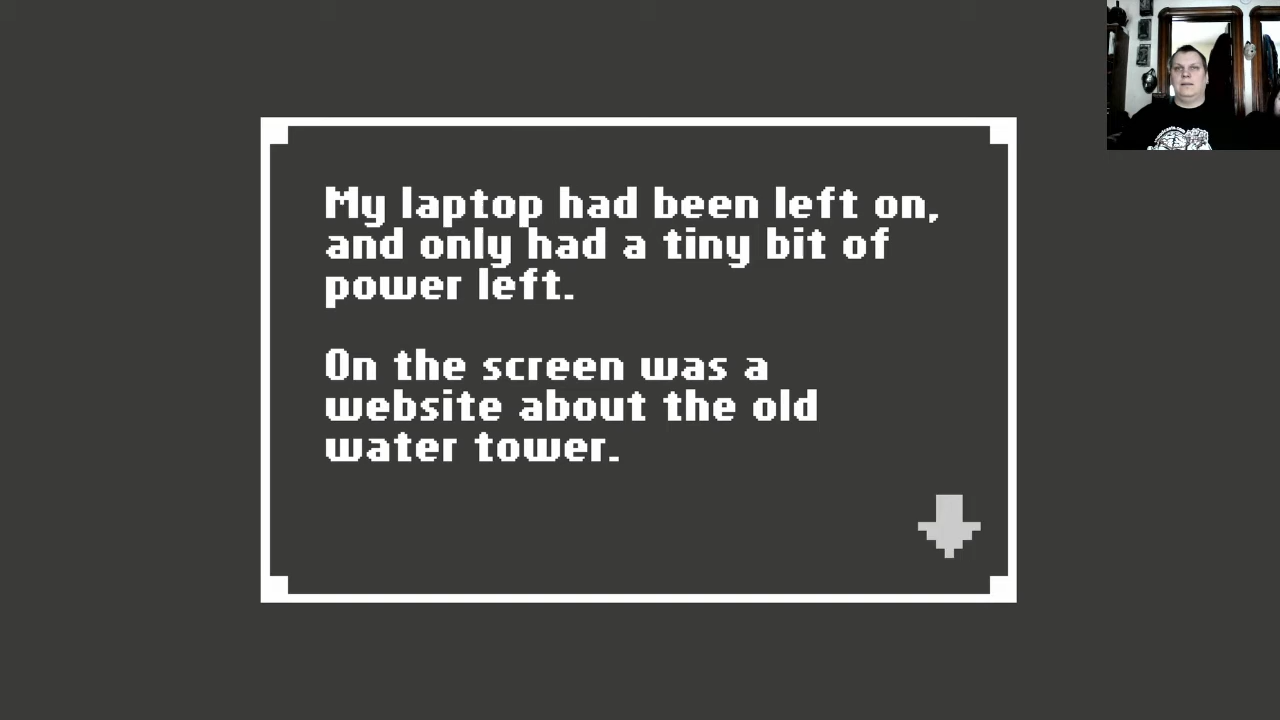 My laptop had been left on,
and only had a tiny bit of
power left.
On the screen was a
website about the old
water tower.